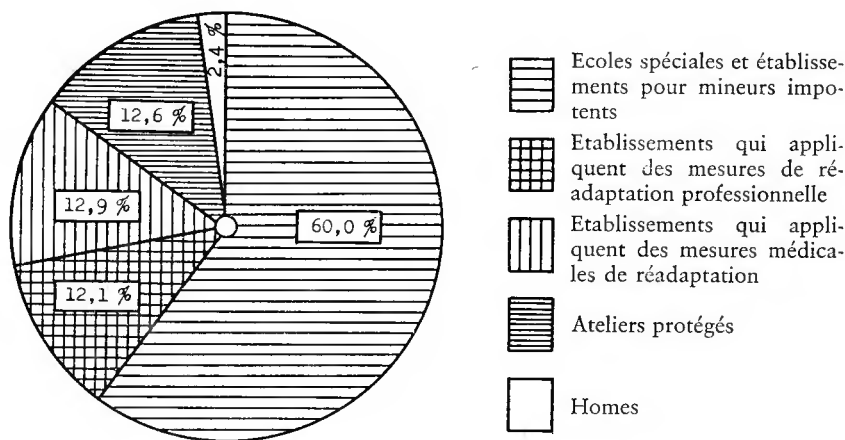 2,4 %
12,6 %
12,9 %
60,0 %
12,1 %
Ecoles spéciales et établisse-
ments pour mineurs impo-
tents
Etablissements qui appli-
quent des mesures de ré-
adaptation professionnelle
Etablissements qui appli-
quent des mesures médica-
les de réadaptation
Ateliers protégés
Homes